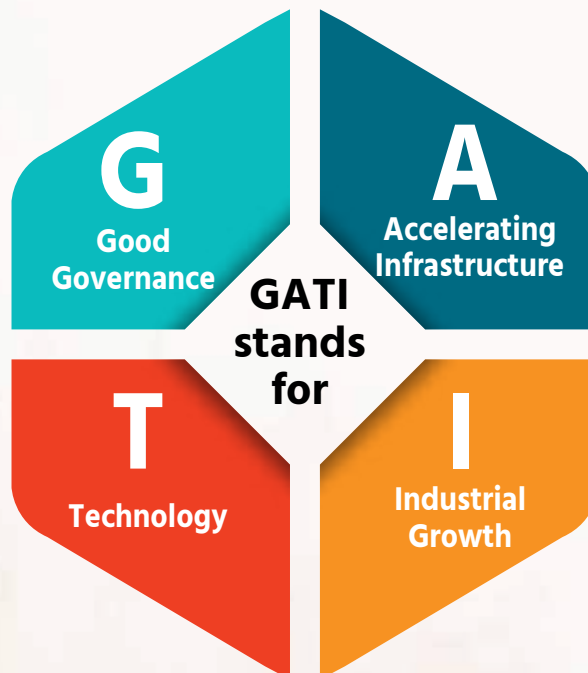 G
Good
Governance
A
Accelerating
Infrastructure
GATI
stands
for
T
Technology
I
Industrial
Growth